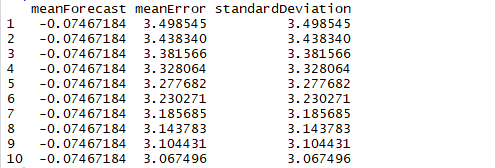 meanForecast meanError standardDeviation
1 -0.07467184 3.498545 3.498545
2 -0.07467184 3.438340 3.438340
3 -0.07467184 3.381566 3.381566
4 -0.07467184 3.328064 3.328064
5 -0.07467184 3.277682 3.277682
6 -0.07467184 3.230271 3.230271
7 -0.07467184 3.185685 3.185685
8 -0.07467184 3.143783 3.143783
9 -0.07467184 3.104431 3.104431
10 -0.07467184 3.067496 3.067496